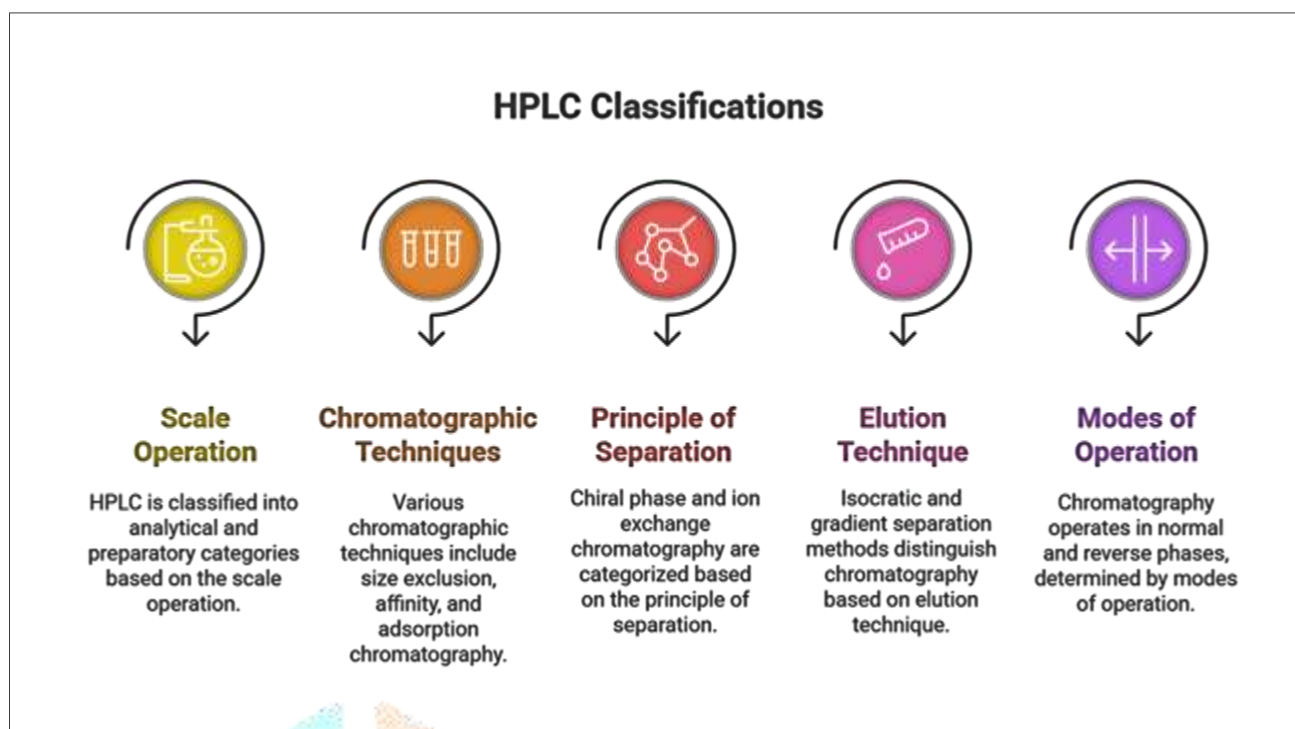 HPLC Classifications
Scale
Operation
HPLC is classified into
analytical and
preparatory categories
based on the scale
operation.
Chromatographic
Techniques
Various
chromatographic
techniques include
size exclusion,
affinity, and
adsorption
chromatography.
Principle of
Separation
Chiral phase and ion
exchange
chromatography are
categorized based
on the principle of
separation.
Elution
Technique
Isocratic and
gradient separation
methods distinguish
chromatography
based on elution
technique.
Modes of
Operation
Chromatography
operates in normal
and reverse phases,
determined by modes
of operation.